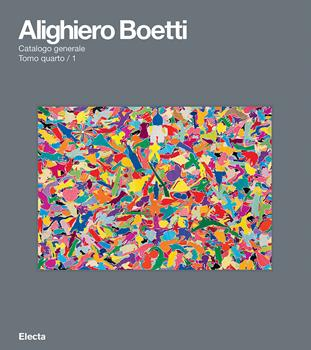 Alighiero Boetti
Catalogo generale
Tomo quarto / 1
Electa